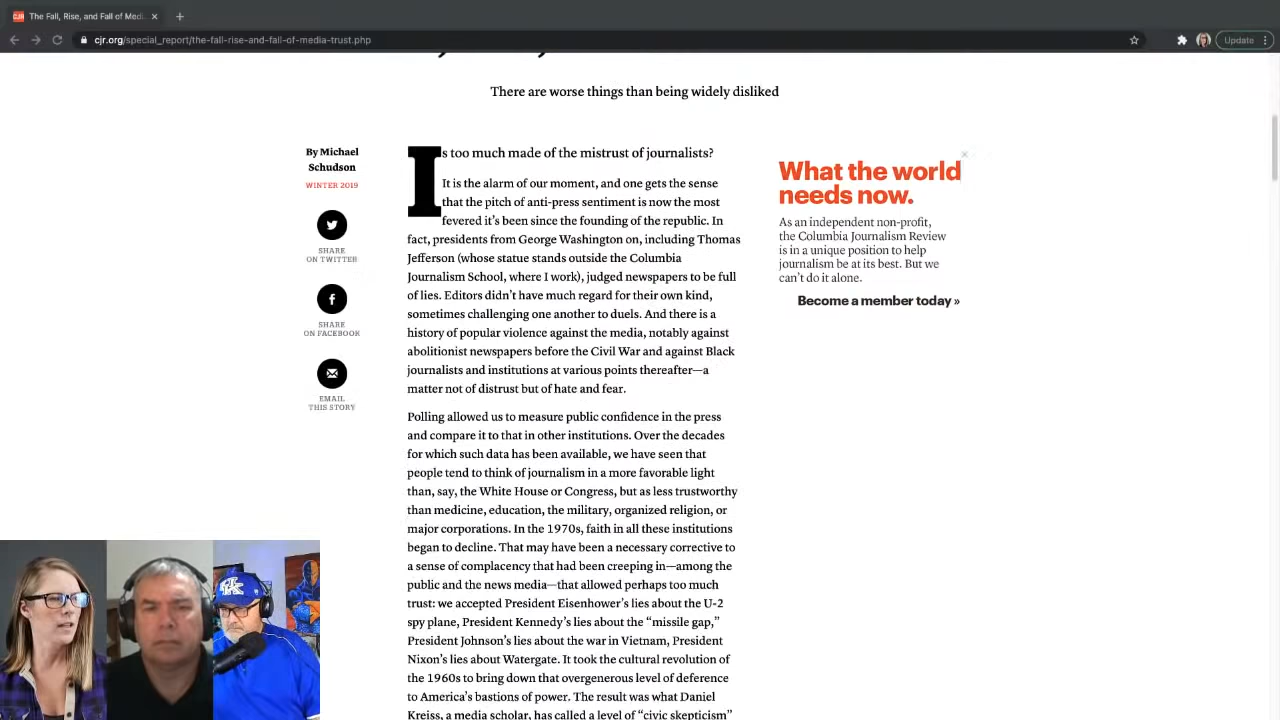 CJR The Fall, Rise, and Fall of Medi
cjr.org/special_report/the-fall-rise-and-fall-of-media-trust.php
Update
There are worse things than being widely disliked
By Michael
Schudson
WINTER 2019
SHARE
ON TWITTER
SHARE
ON FACEBOOK
EMAIL
THIS STORY
Is too much made of the mistrust of journalists?
It is the alarm of our moment, and one gets the sense
that the pitch of anti-press sentiment is now the most
fevered it’s been since the founding of the republic. In
fact, presidents from George Washington on, including Thomas
Jefferson (whose statue stands outside the Columbia
Journalism School, where I work), judged newspapers to be full
of lies. Editors didn’t have much regard for their own kind,
sometimes challenging one another to duels. And there is a
history of popular violence against the media, notably against
abolitionist newspapers before the Civil War and against Black
journalists and institutions at various points thereafter—a
matter not of distrust but of hate and fear.
Polling allowed us to measure public confidence in the press
and compare it to that in other institutions. Over the decades
for which such data has been available, we have seen that
people tend to think of journalism in a more favorable light
than, say, the White House or Congress, but as less trustworthy
than medicine, education, the military, organized religion, or
major corporations. In the 1970s, faith in all these institutions
began to decline. That may have been a necessary corrective to
a sense of complacency that had been creeping in—among the
public and the news media—that allowed perhaps too much
trust: we accepted President Eisenhower’s lies about the U-2
spy plane, President Kennedy’s lies about the “missile gap,”
President Johnson’s lies about the war in Vietnam, President
Nixon’s lies about Watergate. It took the cultural revolution of
the 1960s to bring down that overgenerous level of deference
to America’s bastions of power. The result was what Daniel
Kreiss, a media scholar, has called a level of “civic skepticism”
What the world
needs now.
As an independent non-profit,
the Columbia Journalism Review
is in a unique position to help
journalism be at its best. But we
can’t do it alone.
Become a member today »